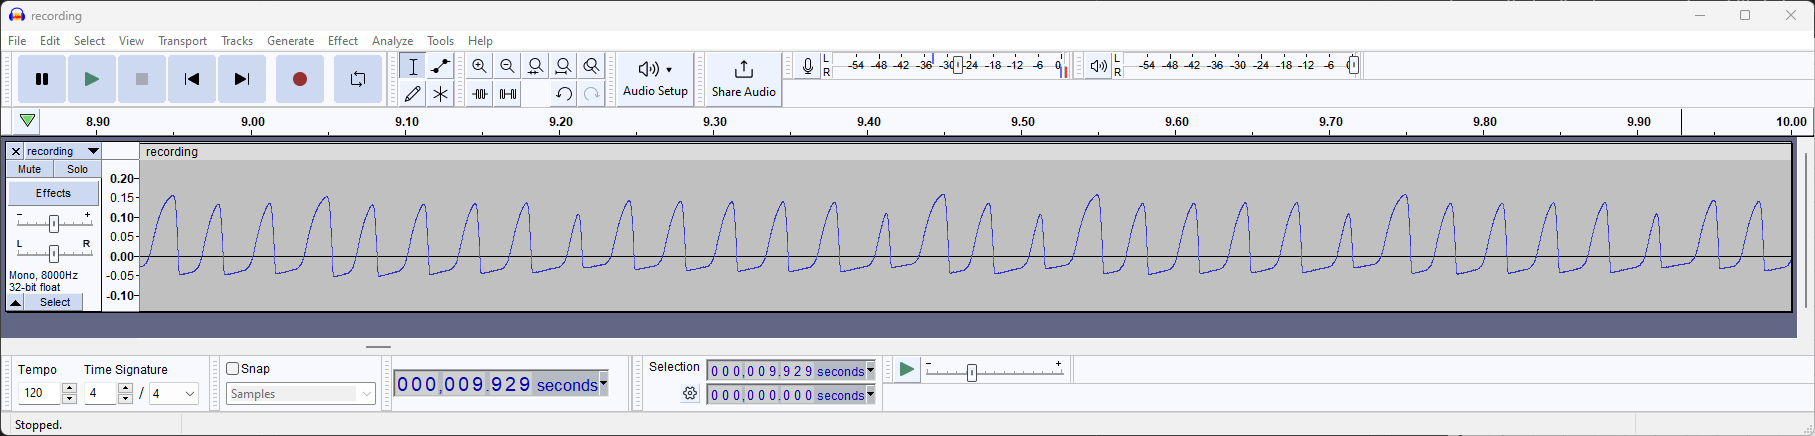 recording
File Edit Select View Transport Tracks Generate Effect Analyze Tools Help
Audio Setup
Share Audio
L
R
-54 -48 -42 -36 -30 -24 -18 -12 -6 0
L
R
-54 -48 -42 -36 -30 -24 -18 -12 -6
8.90 9.00 9.10 9.20 9.30 9.40 9.50 9.60 9.70 9.80 9.90 10.00
recording
Mute Solo
Effects
- +
L R
Mono, 8000Hz
32-bit float
Select
recording
0.20
0.15
0.10
0.05
0.00
-0.05
-0.10
Tempo
120
Time Signature
4 / 4
Snap
Samples
000,009.929 seconds
Selection
000,009.929 seconds
000,000.000 seconds
- +
Stopped.